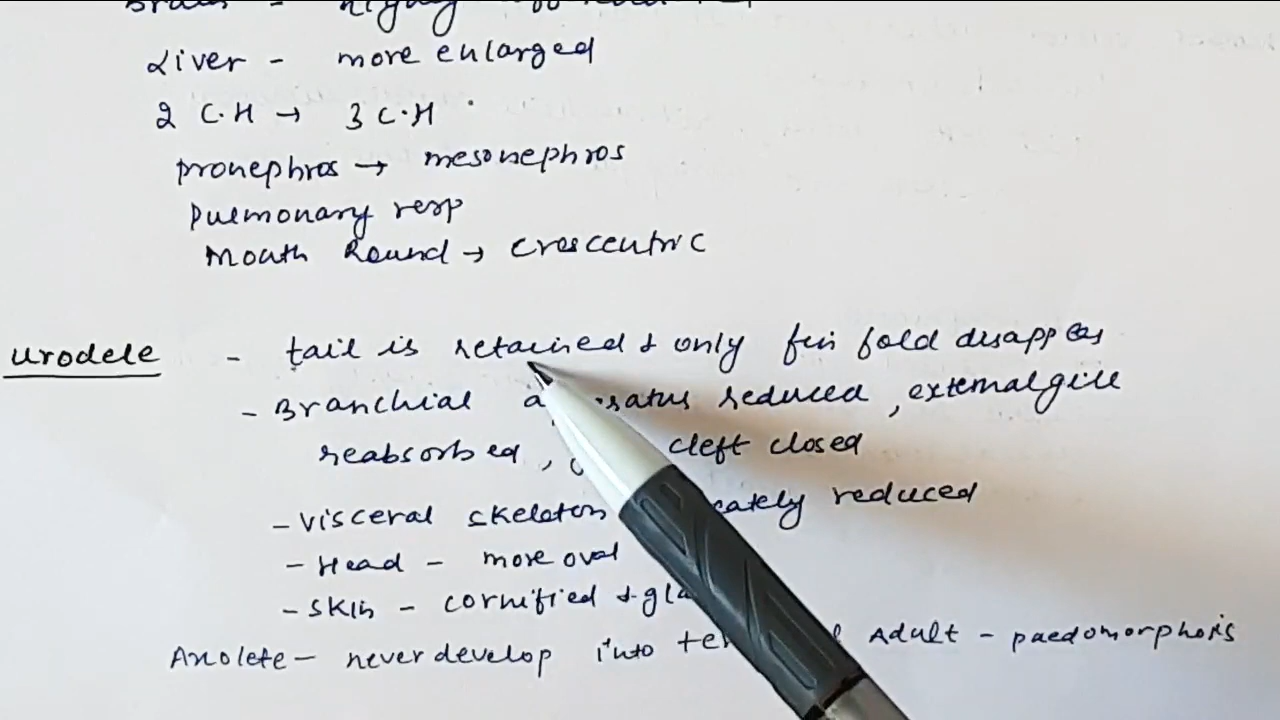 Liver - more enlarged
2 C.H → 3 C.H
pronephros → mesonephros
pulmonary resp
Mouth Round → crescentric
Urodele - tail is retained & only fin fold disappears
- Branchial reduced, external gill
reabsorbed, cleft closed
- visceral skeleton reduced
- Head - more oval
- Skin - cornified &
Axolete - never develop into Adult - paedomorphosis